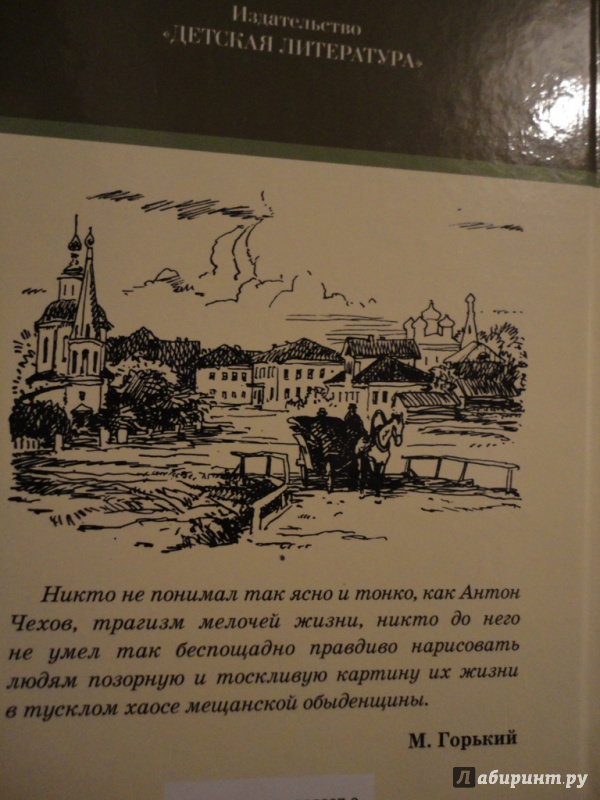 Издательство
«ДЕТСКАЯ ЛИТЕРАТУРА»
Никто не понимал так ясно и тонко, как Антон
Чехов, трагизм мелочей жизни, никто до него
не умел так беспощадно правдиво нарисовать
людям позорную и тоскливую картину их жизни
в тусклом хаосе мещанской обыденщины.
М. Горький
Лабиринт.ру